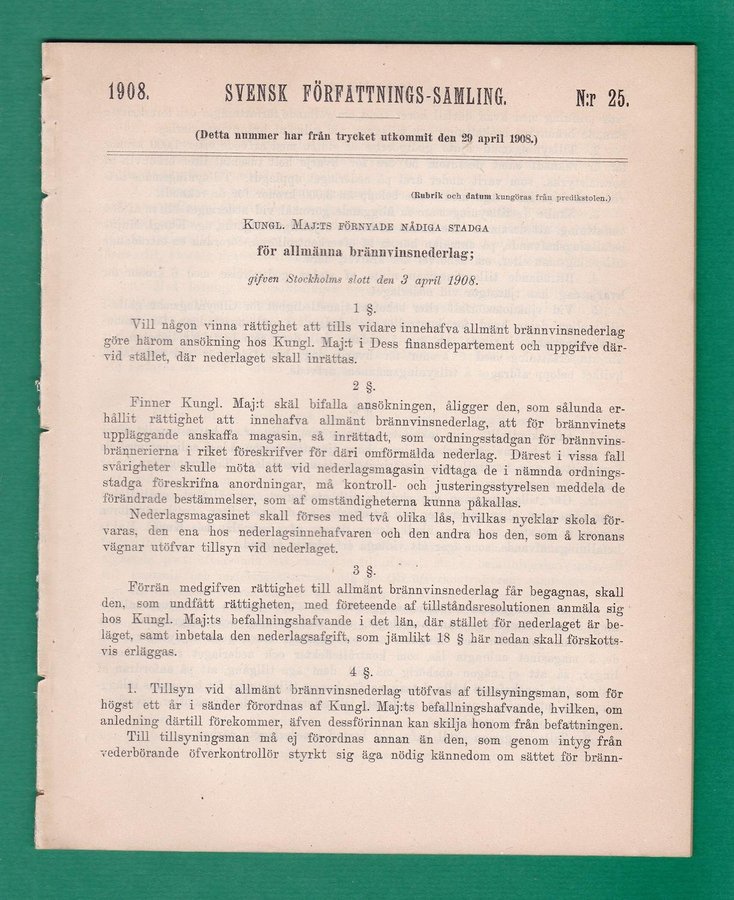 1908. SVENSK FÖRFATTNINGS-SAMLING. N:r 25.
(Detta nummer har från trycket utkommit den 29 april 1908.)
(Rubrik och datum kungöras från predikstolen.)
KUNGL. MAJ:TS FÖRNYADE NÅDIGA STADGA
för allmänna brännvinsnederlag;
gifven Stockholms slott den 3 april 1908.
1 §.
Vill någon vinna rättighet att tills vidare innehafva allmänt brännvinsnederlag
göre härom ansökning hos Kungl. Maj:t i Dess finansdepartement och uppgifve där-
vid stället, där nederlaget skall inrättas.
2 §.
Finner Kungl. Maj:t skäl bifalla ansökningen, åligger den, som sålunda er-
hållit rättighet att innehafva allmänt brännvinsnederlag, att för brännvinets
uppläggande anskaffa magasin, så inrättadt, som ordningsstadgan för brännvins-
brännerierna i riket föreskrifver för däri omförmälda nederlag. Därest i vissa fall
svårigheter skulle möta att vid nederlagsmagasin vidtaga de i nämnda ordnings-
stadga föreskrifna anordningar, må kontroll- och justeringsstyrelsen meddela de
förändrade bestämmelser, som af omständigheterna kunna påkallas.
Nederlagsmagasinet skall förses med två olika lås, hvilkas nycklar skola för-
varas, den ena hos nederlagsinnehafvaren och den andra hos den, som å kronans
vägnar utöfvar tillsyn vid nederlaget.
3 §.
Förrän medgifven rättighet till allmänt brännvinsnederlag får begagnas, skall
den, som undfått rättigheten, med företeende af tillståndsresolutionen anmäla sig
hos Kungl. Maj:ts befallningshafvande i det län, där stället för nederlaget är be-
läget, samt inbetala den nederlagsafgift, som jämlikt 18 § här nedan skall förskotts-
vis erläggas.
4 §.
1. Tillsyn vid allmänt brännvinsnederlag utöfvas af tillsyningsman, som för
högst ett år i sänder förordnas af Kungl. Maj:ts befallningshafvande, hvilken, om
anledning därtill förekommer, äfven dessförinnan kan skilja honom från befattningen.
Till tillsyningsman må ej förordnas annan än den, som genom intyg från
vederbörande öfverkontrollör styrkt sig äga nödig kännedom om sättet för bränn-